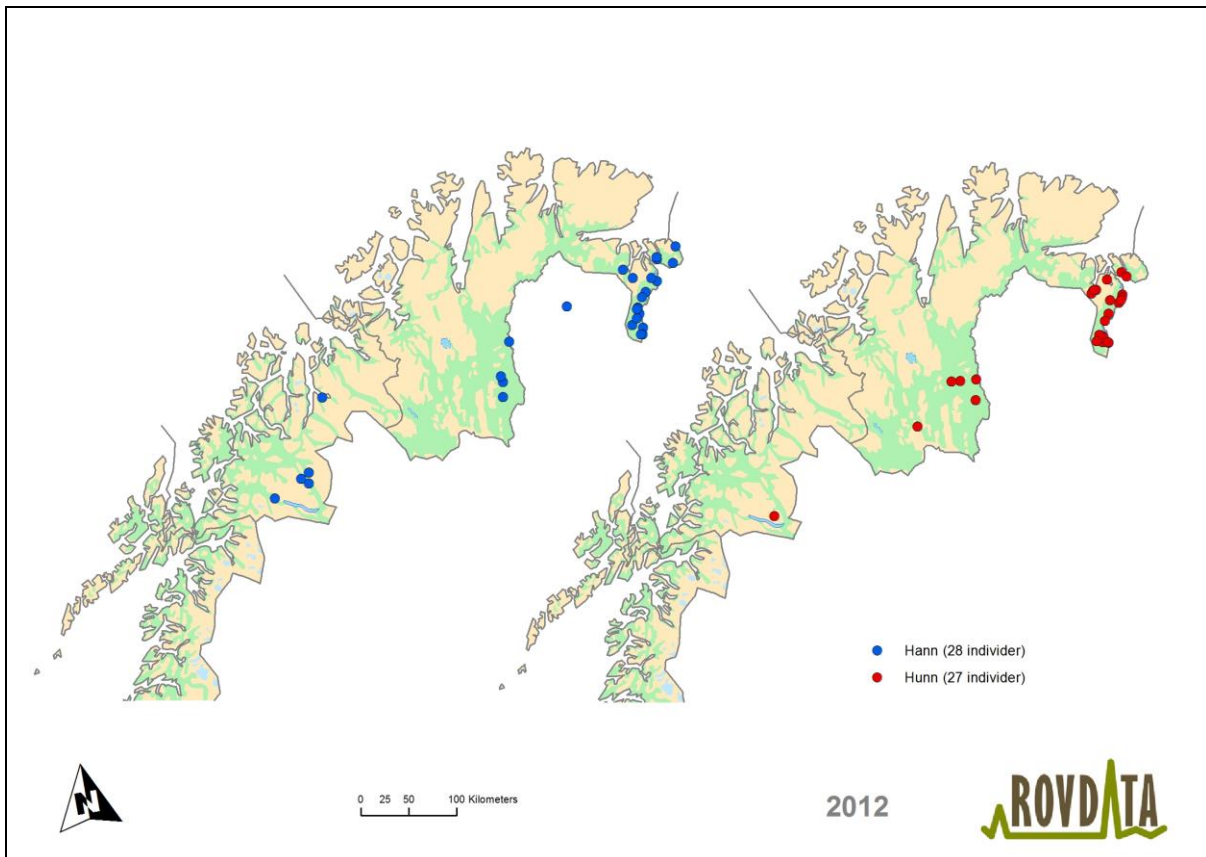 Hann (28 individer)
Hunn (27 individer)
N
0 25 50 100 Kilometers
2012
ROVDATA